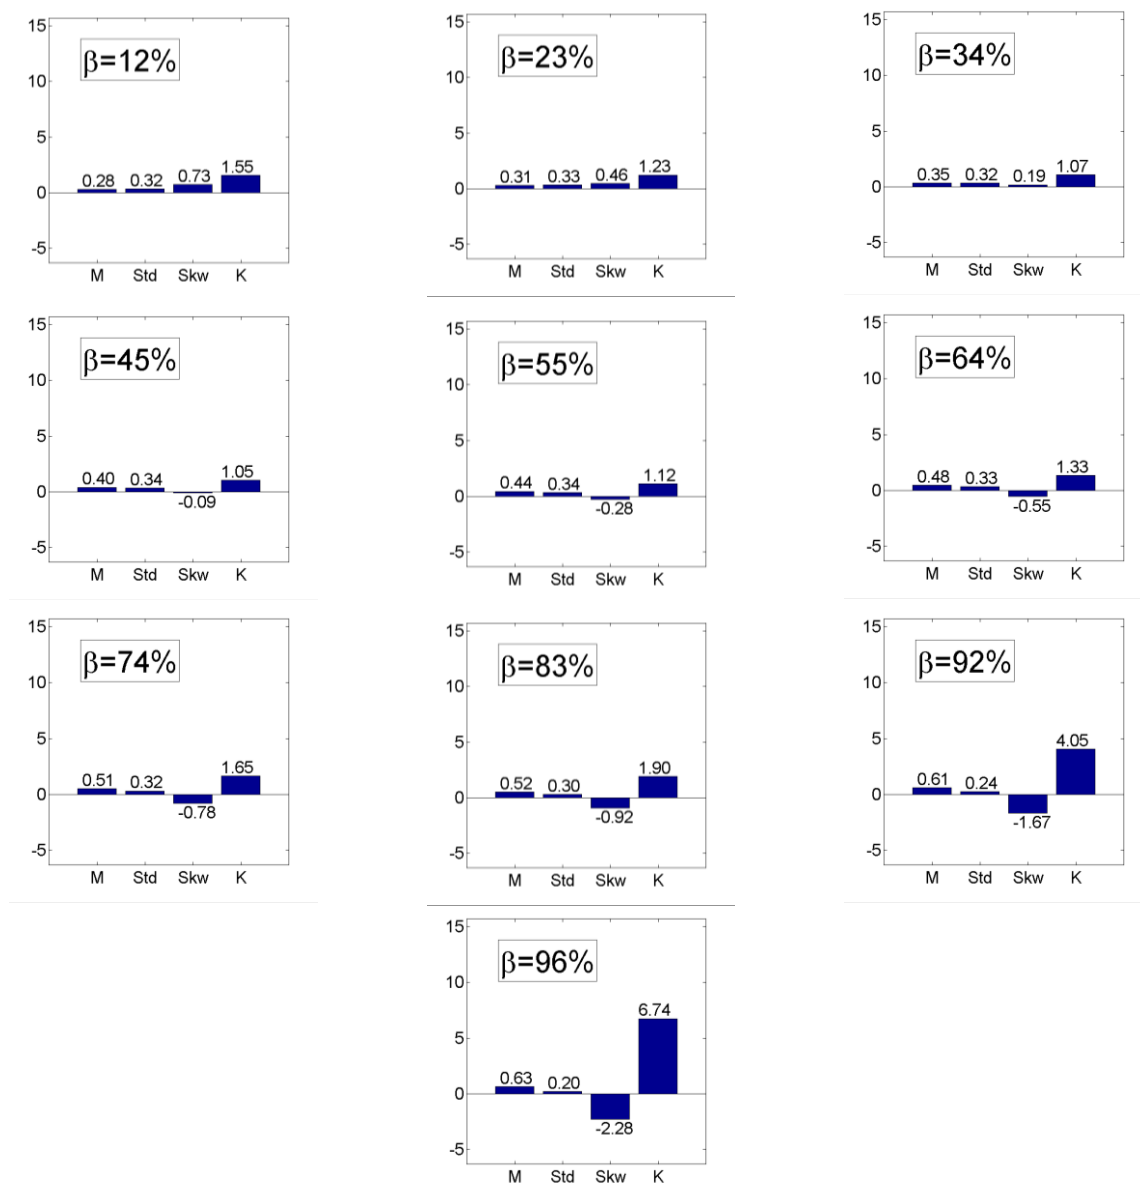 15
β=12%
10
5
0.28 0.32 0.73 1.55
0
-5
M Std Skw K
15
β=23%
10
5
0.31 0.33 0.46 1.23
0
-5
M Std Skw K
15
β=34%
10
5
0.35 0.32 0.19 1.07
0
-5
M Std Skw K
15
β=45%
10
5
0.40 0.34 1.05
0
-0.09
-5
M Std Skw K
15
β=55%
10
5
0.44 0.34 1.12
0
-0.28
-5
M Std Skw K
15
β=64%
10
5
0.48 0.33 1.33
0
-0.55
-5
M Std Skw K
15
β=74%
10
5
0.51 0.32 1.65
0
-0.78
-5
M Std Skw K
15
β=83%
10
5
0.52 0.30 1.90
0
-0.92
-5
M Std Skw K
15
β=92%
10
5
4.05
0.61 0.24
0
-1.67
-5
M Std Skw K
15
β=96%
10
6.74
5
0.63 0.20
0
-2.28
-5
M Std Skw K